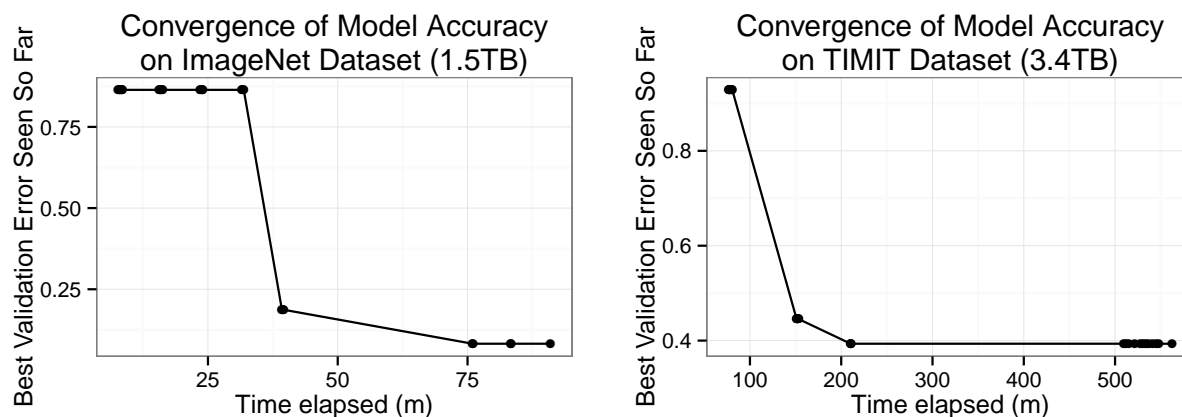 Convergence of Model Accuracy
on ImageNet Dataset (1.5TB)
Best Validation Error Seen So Far
0.75
0.50
0.25
25
50
75
Time elapsed (m)
Convergence of Model Accuracy
on TIMIT Dataset (3.4TB)
Best Validation Error Seen So Far
0.8
0.6
0.4
100
200
300
400
500
Time elapsed (m)